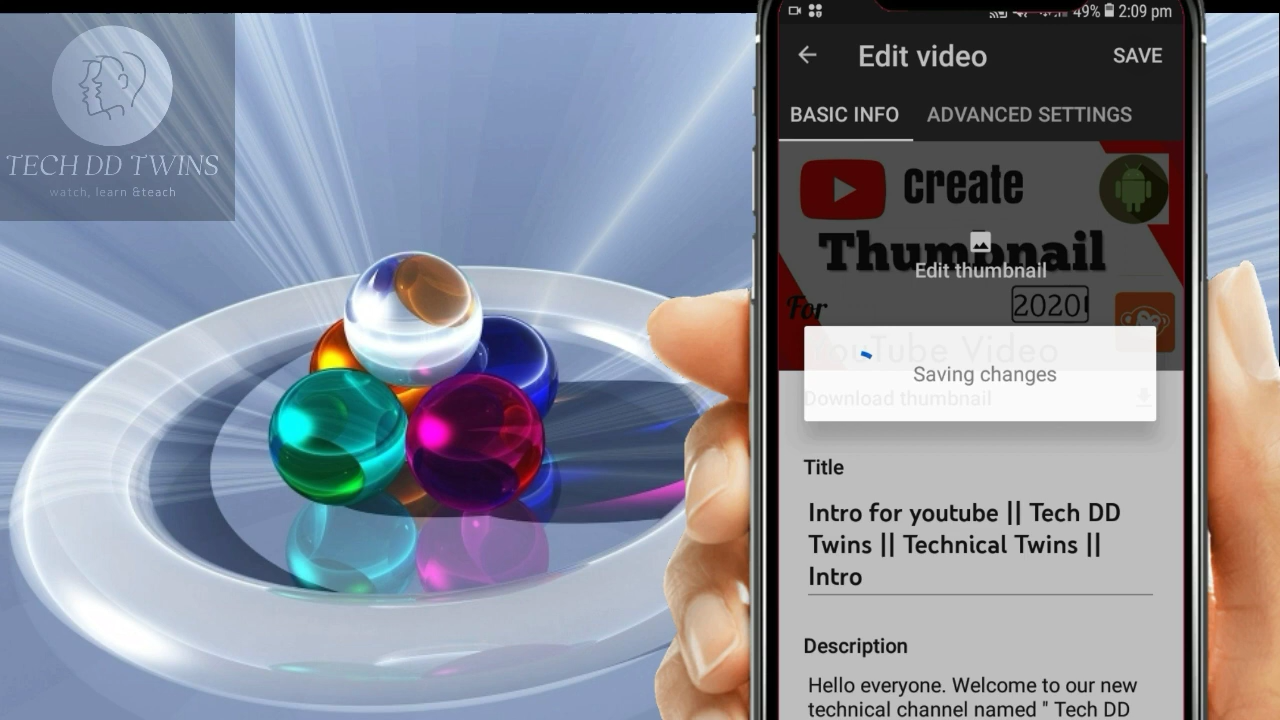 TECH DD TWINS
watch, learn &teach
49% 2:09 pm
Edit video
SAVE
BASIC INFO
ADVANCED SETTINGS
Create
Thumbnail
Edit thumbnail
For
2020
YouTube Video
Saving changes
Download thumbnail
Title
Intro for youtube || Tech DD
Twins || Technical Twins ||
Intro
Description
Hello everyone. Welcome to our new
technical channel named " Tech DD